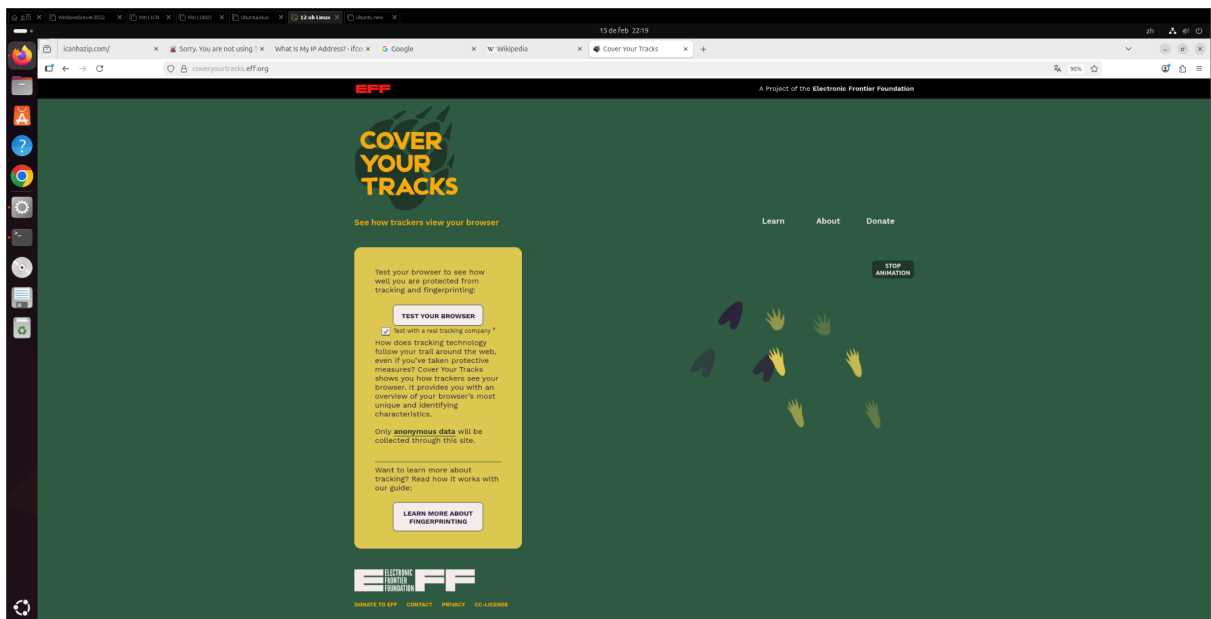 主页
WindowsServer2022
Win11CN
Win11ASD
UbuntuLinux
12 ub Linux
Ubuntu new
15 de feb 22:19
zh
icanhazip.com/
Sorry. You are not using T
What Is My IP Address? - ifco
Google
W Wikipedia
Cover Your Tracks
coveryourtracks.eff.org
90%
EFF
A Project of the Electronic Frontier Foundation
COVER
YOUR
TRACKS
See how trackers view your browser
Learn
About
Donate
STOP
ANIMATION
Test your browser to see how
well you are protected from
tracking and fingerprinting:
TEST YOUR BROWSER
Test with a real tracking company
How does tracking technology
follow your trail around the web,
even if you've taken protective
measures? Cover Your Tracks
shows you how trackers see your
browser. It provides you with an
overview of your browser's most
unique and identifying
characteristics.
Only anonymous data will be
collected through this site.
Want to learn more about
tracking? Read how it works with
our guide:
LEARN MORE ABOUT
FINGERPRINTING
ELECTRONIC
FRONTIER
FOUNDATION
EFF
DONATE TO EFF
CONTACT
PRIVACY
CC-LICENSE